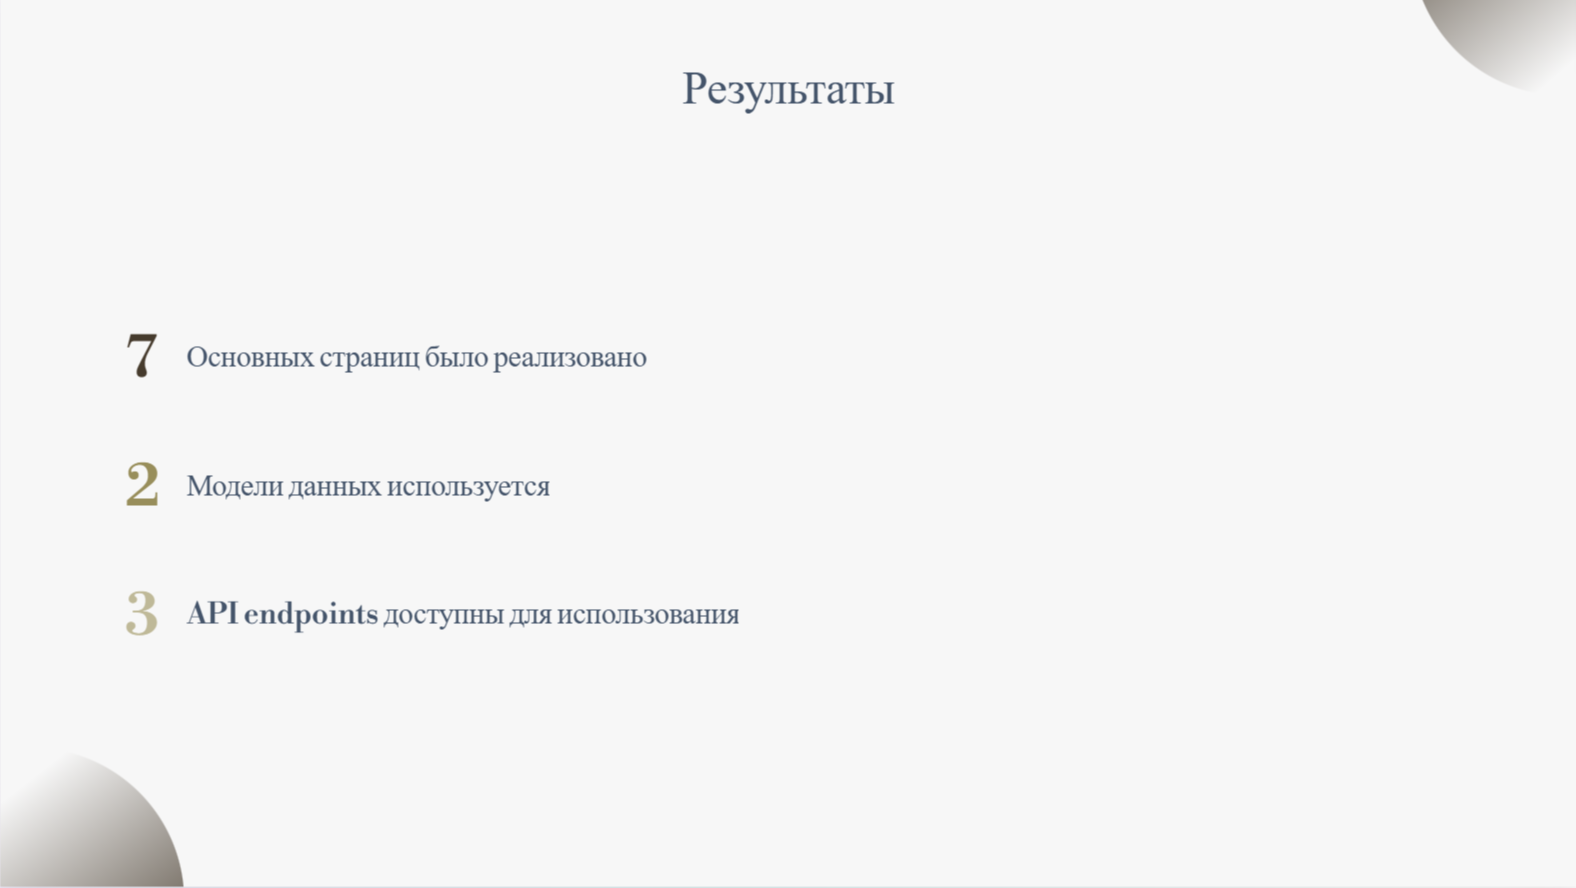 Результаты
7 Основных страниц было реализовано
2 Модели данных используется
3 API endpoints доступны для использования